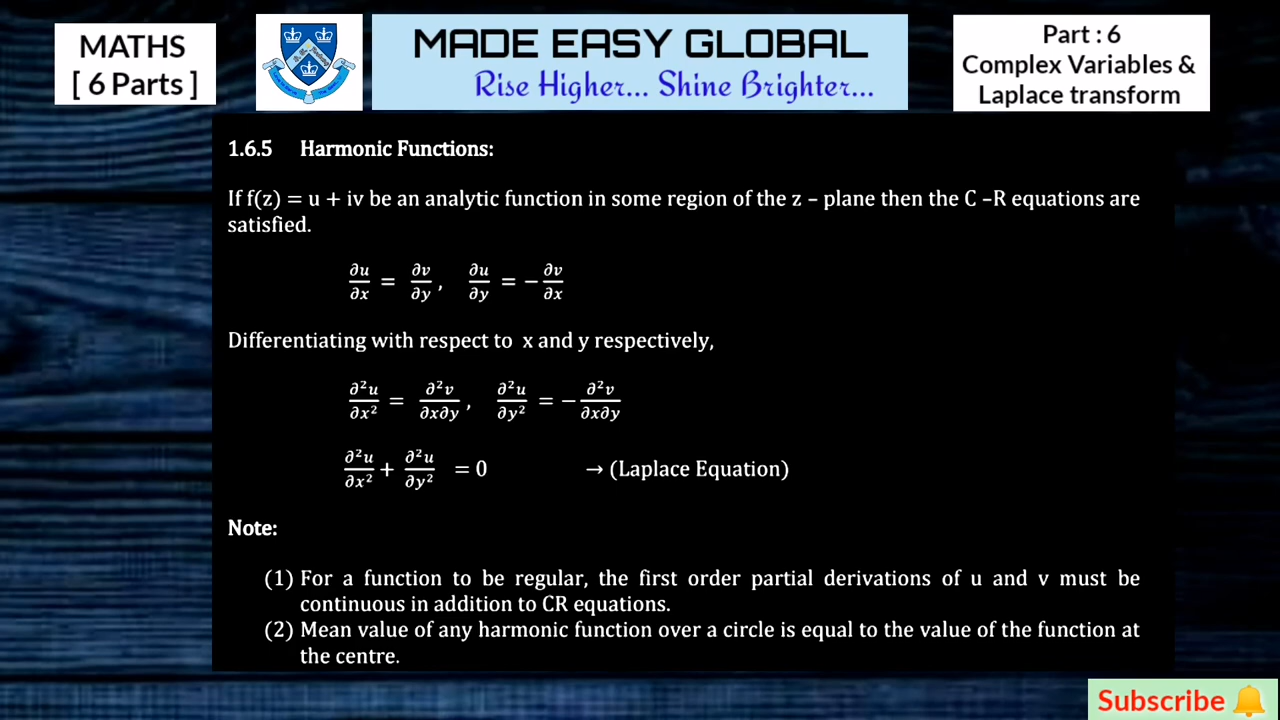 MATHS
[ 6 Parts ]
MADE EASY GLOBAL
Rise Higher... Shine Brighter...
Part : 6
Complex Variables &
Laplace transform
1.6.5 Harmonic Functions:
If f(z) = u + iv be an analytic function in some region of the z – plane then the C –R equations are
satisfied.
∂u/∂x = ∂v/∂y , ∂u/∂y = −∂v/∂x
Differentiating with respect to x and y respectively,
∂²u/∂x² = ∂²v/∂x∂y , ∂²u/∂y² = −∂²v/∂x∂y
∂²u/∂x² + ∂²u/∂y² = 0 → (Laplace Equation)
Note:
(1) For a function to be regular, the first order partial derivations of u and v must be
continuous in addition to CR equations.
(2) Mean value of any harmonic function over a circle is equal to the value of the function at
the centre.
Subscribe